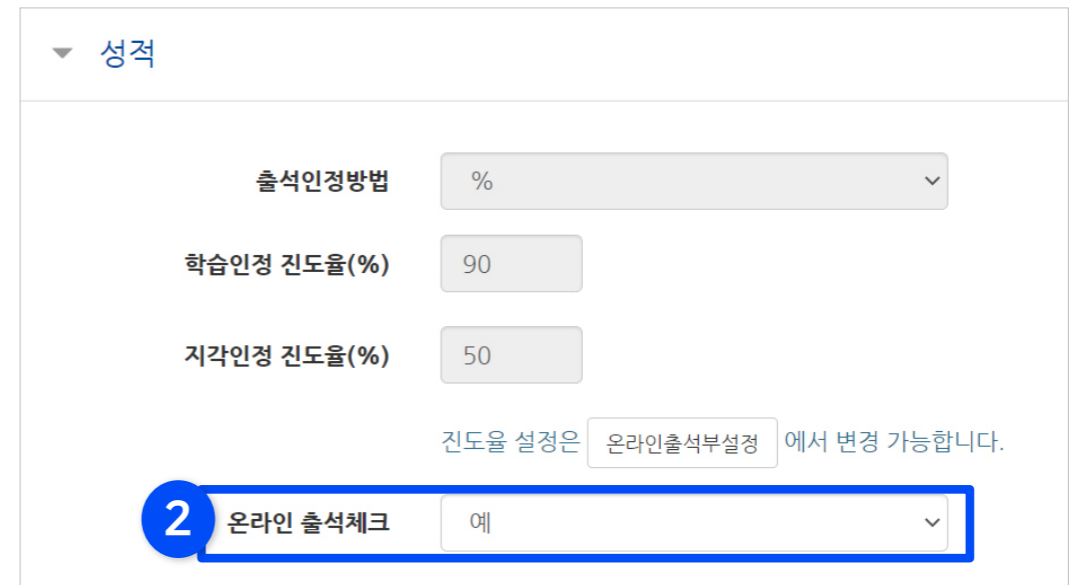 성적
출석인정방법 %
학습인정 진도율(%) 90
지각인정 진도율(%) 50
진도율 설정은 온라인출석부설정 에서 변경 가능합니다.
2 온라인 출석체크 예